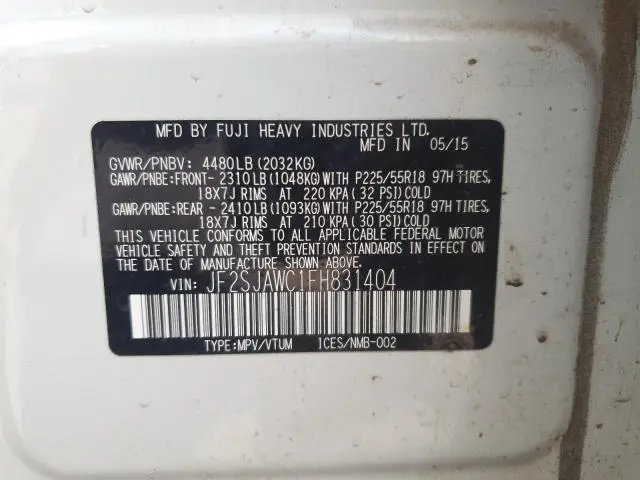 MFD BY FUJI HEAVY INDUSTRIES LTD.
MFD IN 05/15
GVWR/PNBV: 4480LB(2032KG)
GAWR/PNBE:FRONT-2310LB(1048KG)WITH P225/55R18 97H TIRES,
18X7J RIMS AT 220 KPA(32 PSI)COLD
GAWR/PNBE:REAR -2410LB(1093KG)WITH P225/55R18 97H TIRES,
18X7J RIMS AT 210 KPA(30 PSI)COLD
THIS VEHICLE CONFORMS TO ALL APPLICABLE FEDERAL MOTOR
VEHICLE SAFETY AND THEFT PREVENTION STANDARDS IN EFFECT
ON THE DATE OF MANUFACTURE SHOWN ABOVE.
VIN: JF2SJAWC1FH831404
TYPE:MPV/VTUM ICES/NMB-002